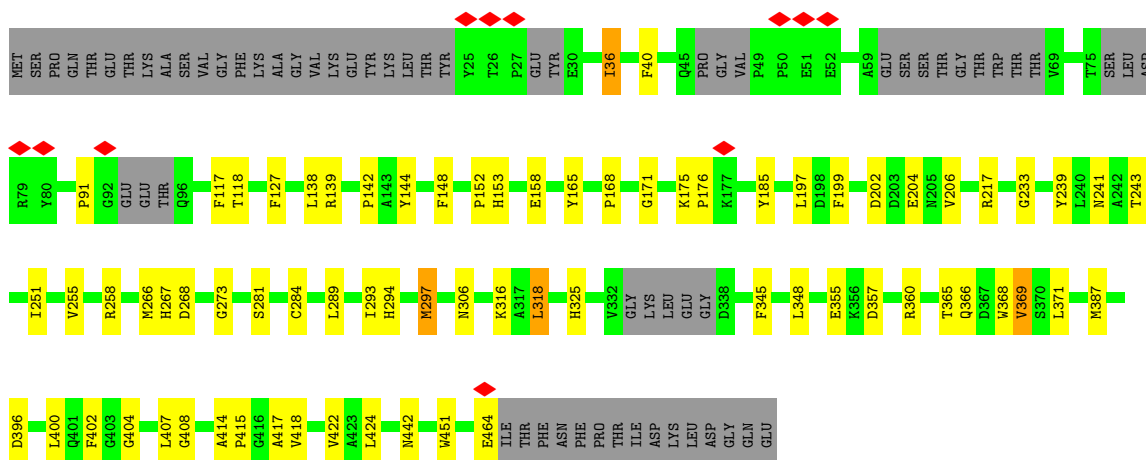 MET SER PRO GLN THR GLU THR LYS ALA SER VAL GLY PHE LYS ALA GLY VAL LYS GLU TYR LYS LEU THR TYR Y25 T26 P27 GLU TYR E30 I36 F40 Q45 PRO GLY VAL P49 P50 E51 E52 A59 GLU SER SER THR GLY THR TRP THR THR V69 T75 SER LEU ASP
R79 Y80 P91 G92 GLU GLU THR Q96 F117 T118 F127 L138 R139 P142 A143 Y144 F148 P152 H153 E158 Y165 P168 G171 K175 P176 K177 Y185 L197 D198 F199 D202 D203 E204 N205 V206 R217 G233 Y239 L240 N241 A242 T243
I251 V255 R258 M266 H267 D268 G273 S281 C284 L289 I293 H294 M297 N306 K316 A317 L318 H325 V332 GLY LYS LEU GLU GLY D338 F345 L348 E355 K356 D357 R360 T365 Q366 D367 W368 V369 S370 L371 M387
D396 L400 Q401 F402 G403 G404 L407 G408 A414 P415 G416 A417 V418 V422 A423 L424 N442 W451 E464 ILE THR PHE ASN PHE PRO THR ILE ASP LYS LEU ASP GLY GLN GLU